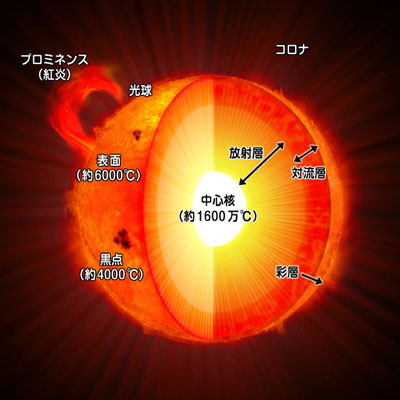 コロナ
プロミネンス
(紅炎)
光球
放射層
対流層
表面
(約6000℃)
中心核
(約1600万℃)
黒点
(約4000℃)
彩層